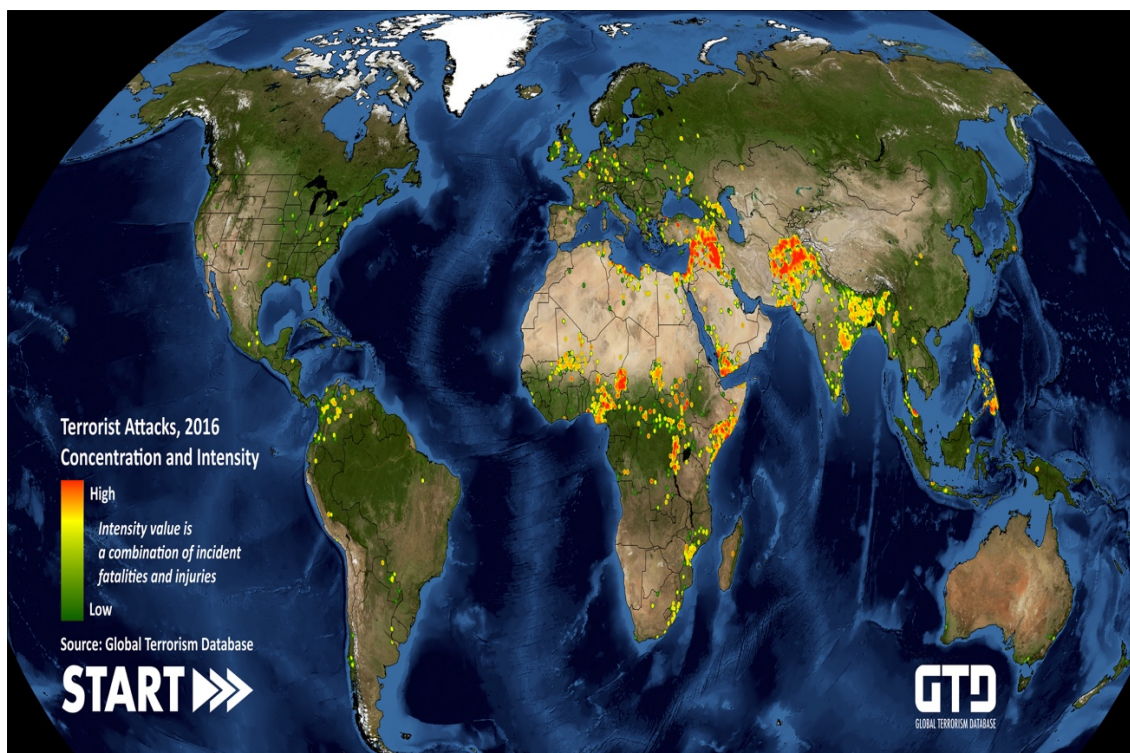 Terrorist Attacks, 2016
Concentration and Intensity
High
Intensity value is
a combination of incident
fatalities and injuries
Low
Source: Global Terrorism Database
START
GTD
GLOBAL TERRORISM DATABASE